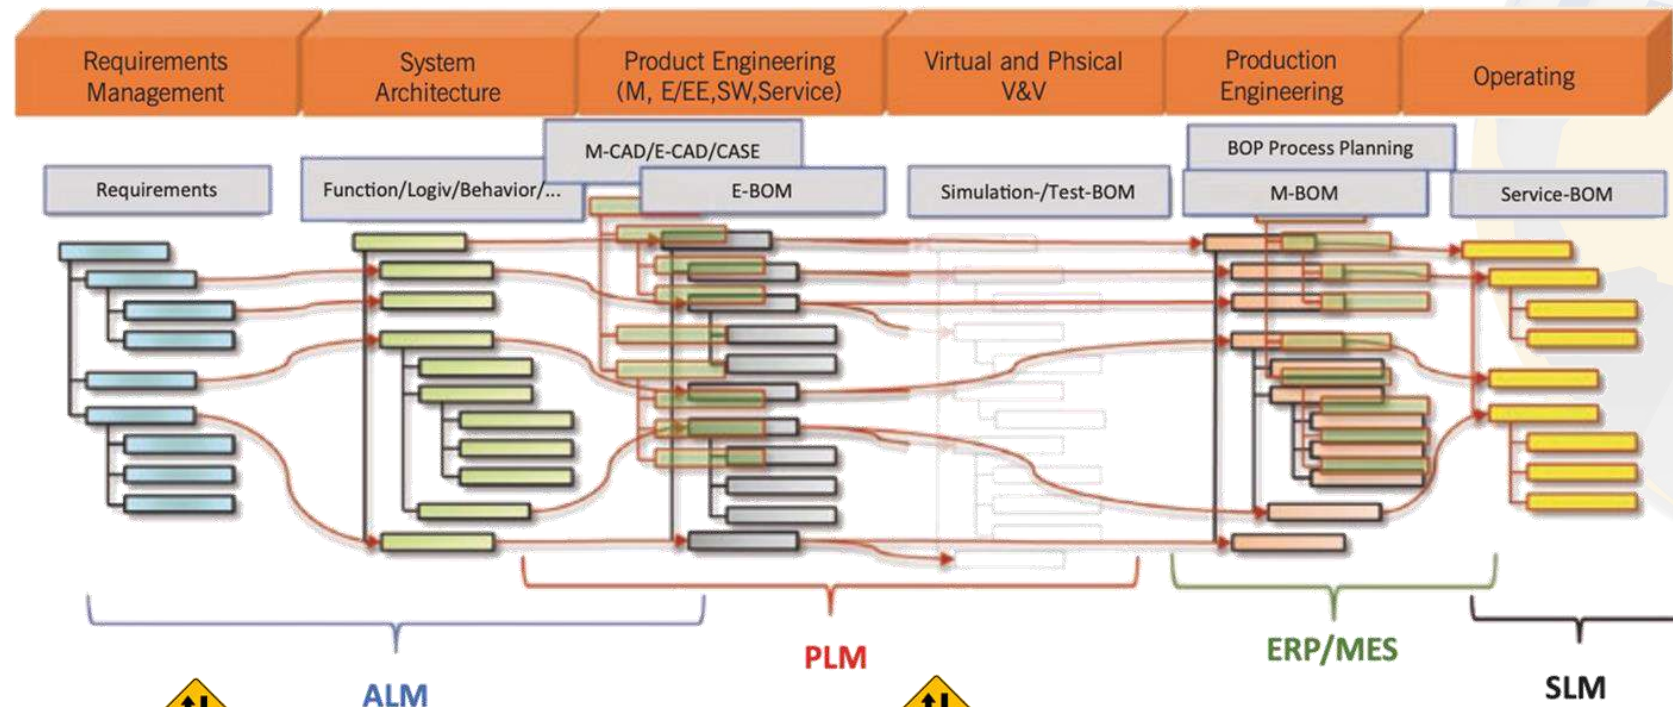 Requirements
Management
System
Architecture
Product Engineering
(M, E/EE,SW,Service)
Virtual and Phsical
V&V
Production
Engineering
Operating
M-CAD/E-CAD/CASE
BOP Process Planning
Requirements
Function/Logiv/Behavior/...
E-BOM
Simulation-/Test-BOM
M-BOM
Service-BOM
PLM
ERP/MES
ALM
SLM